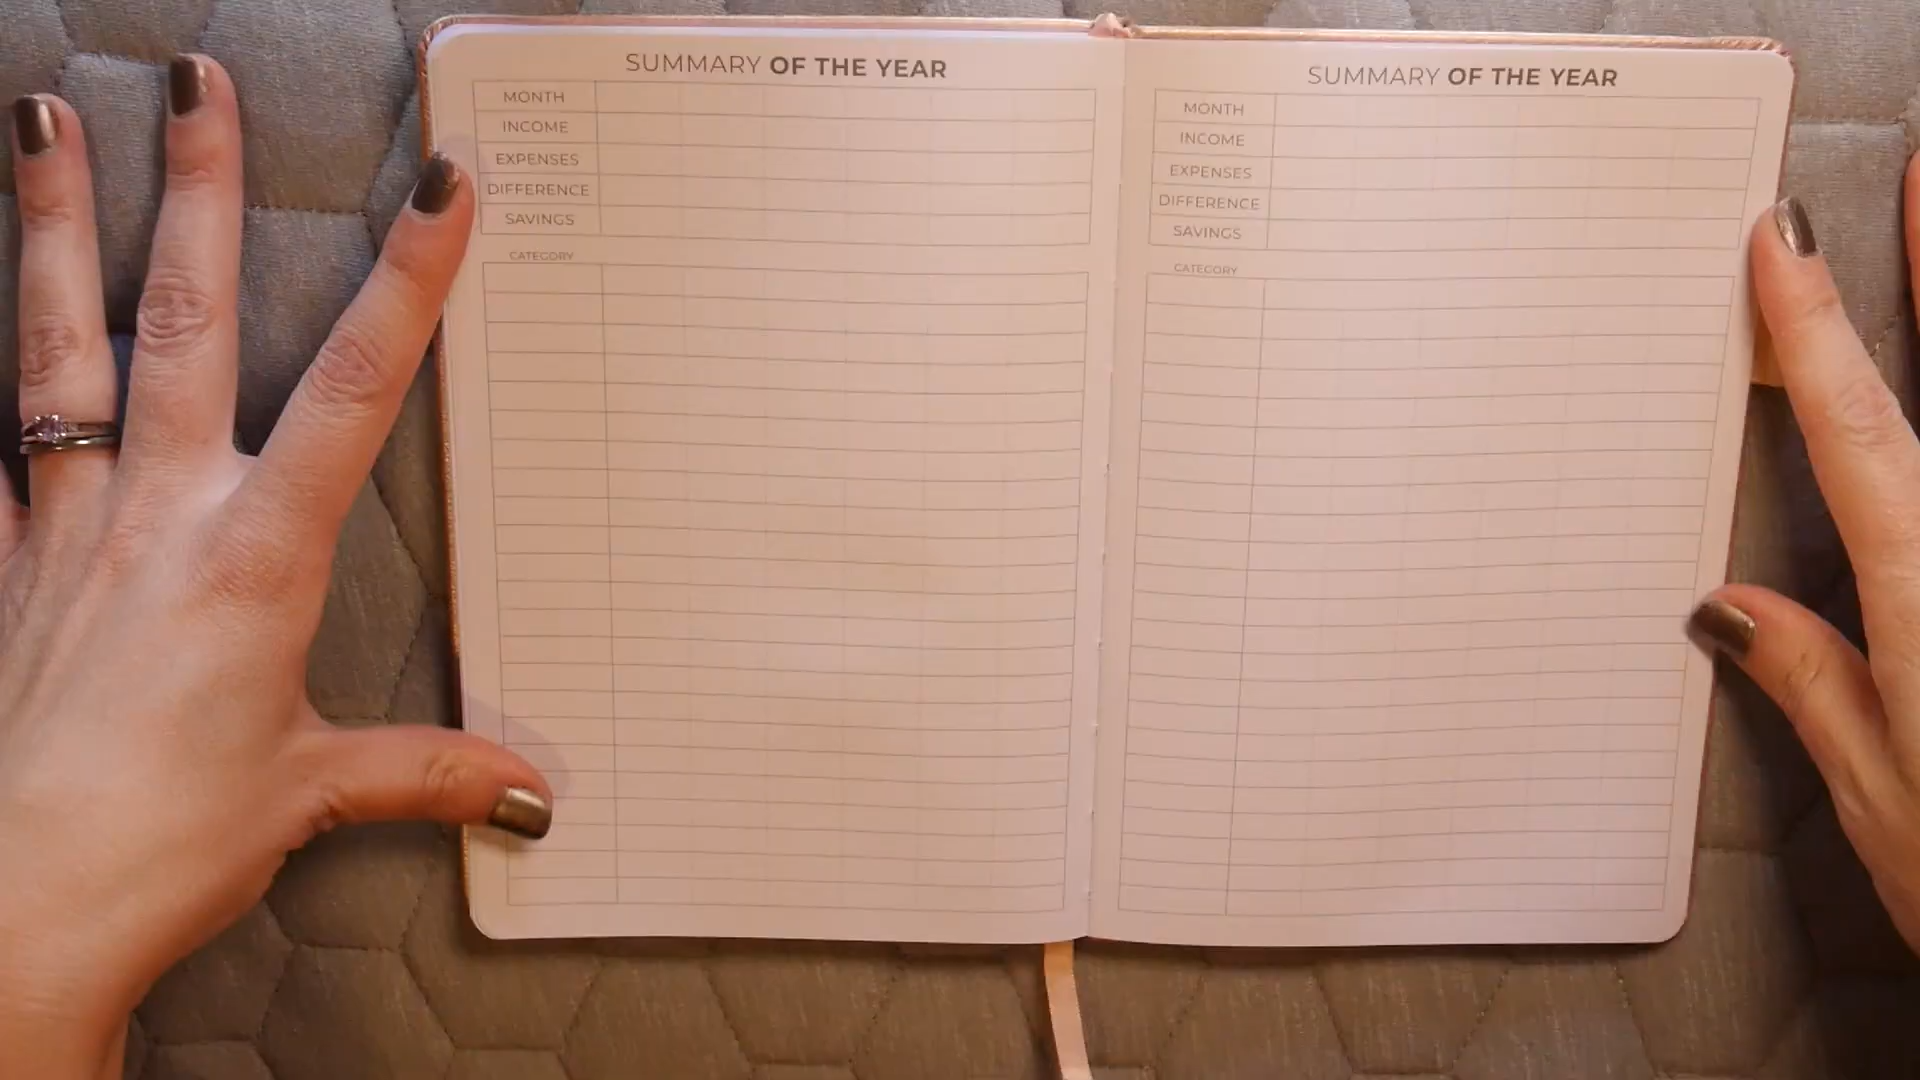 SUMMARY OF THE YEAR
MONTH
INCOME
EXPENSES
DIFFERENCE
SAVINGS
CATEGORY
SUMMARY OF THE YEAR
MONTH
INCOME
EXPENSES
DIFFERENCE
SAVINGS
CATEGORY